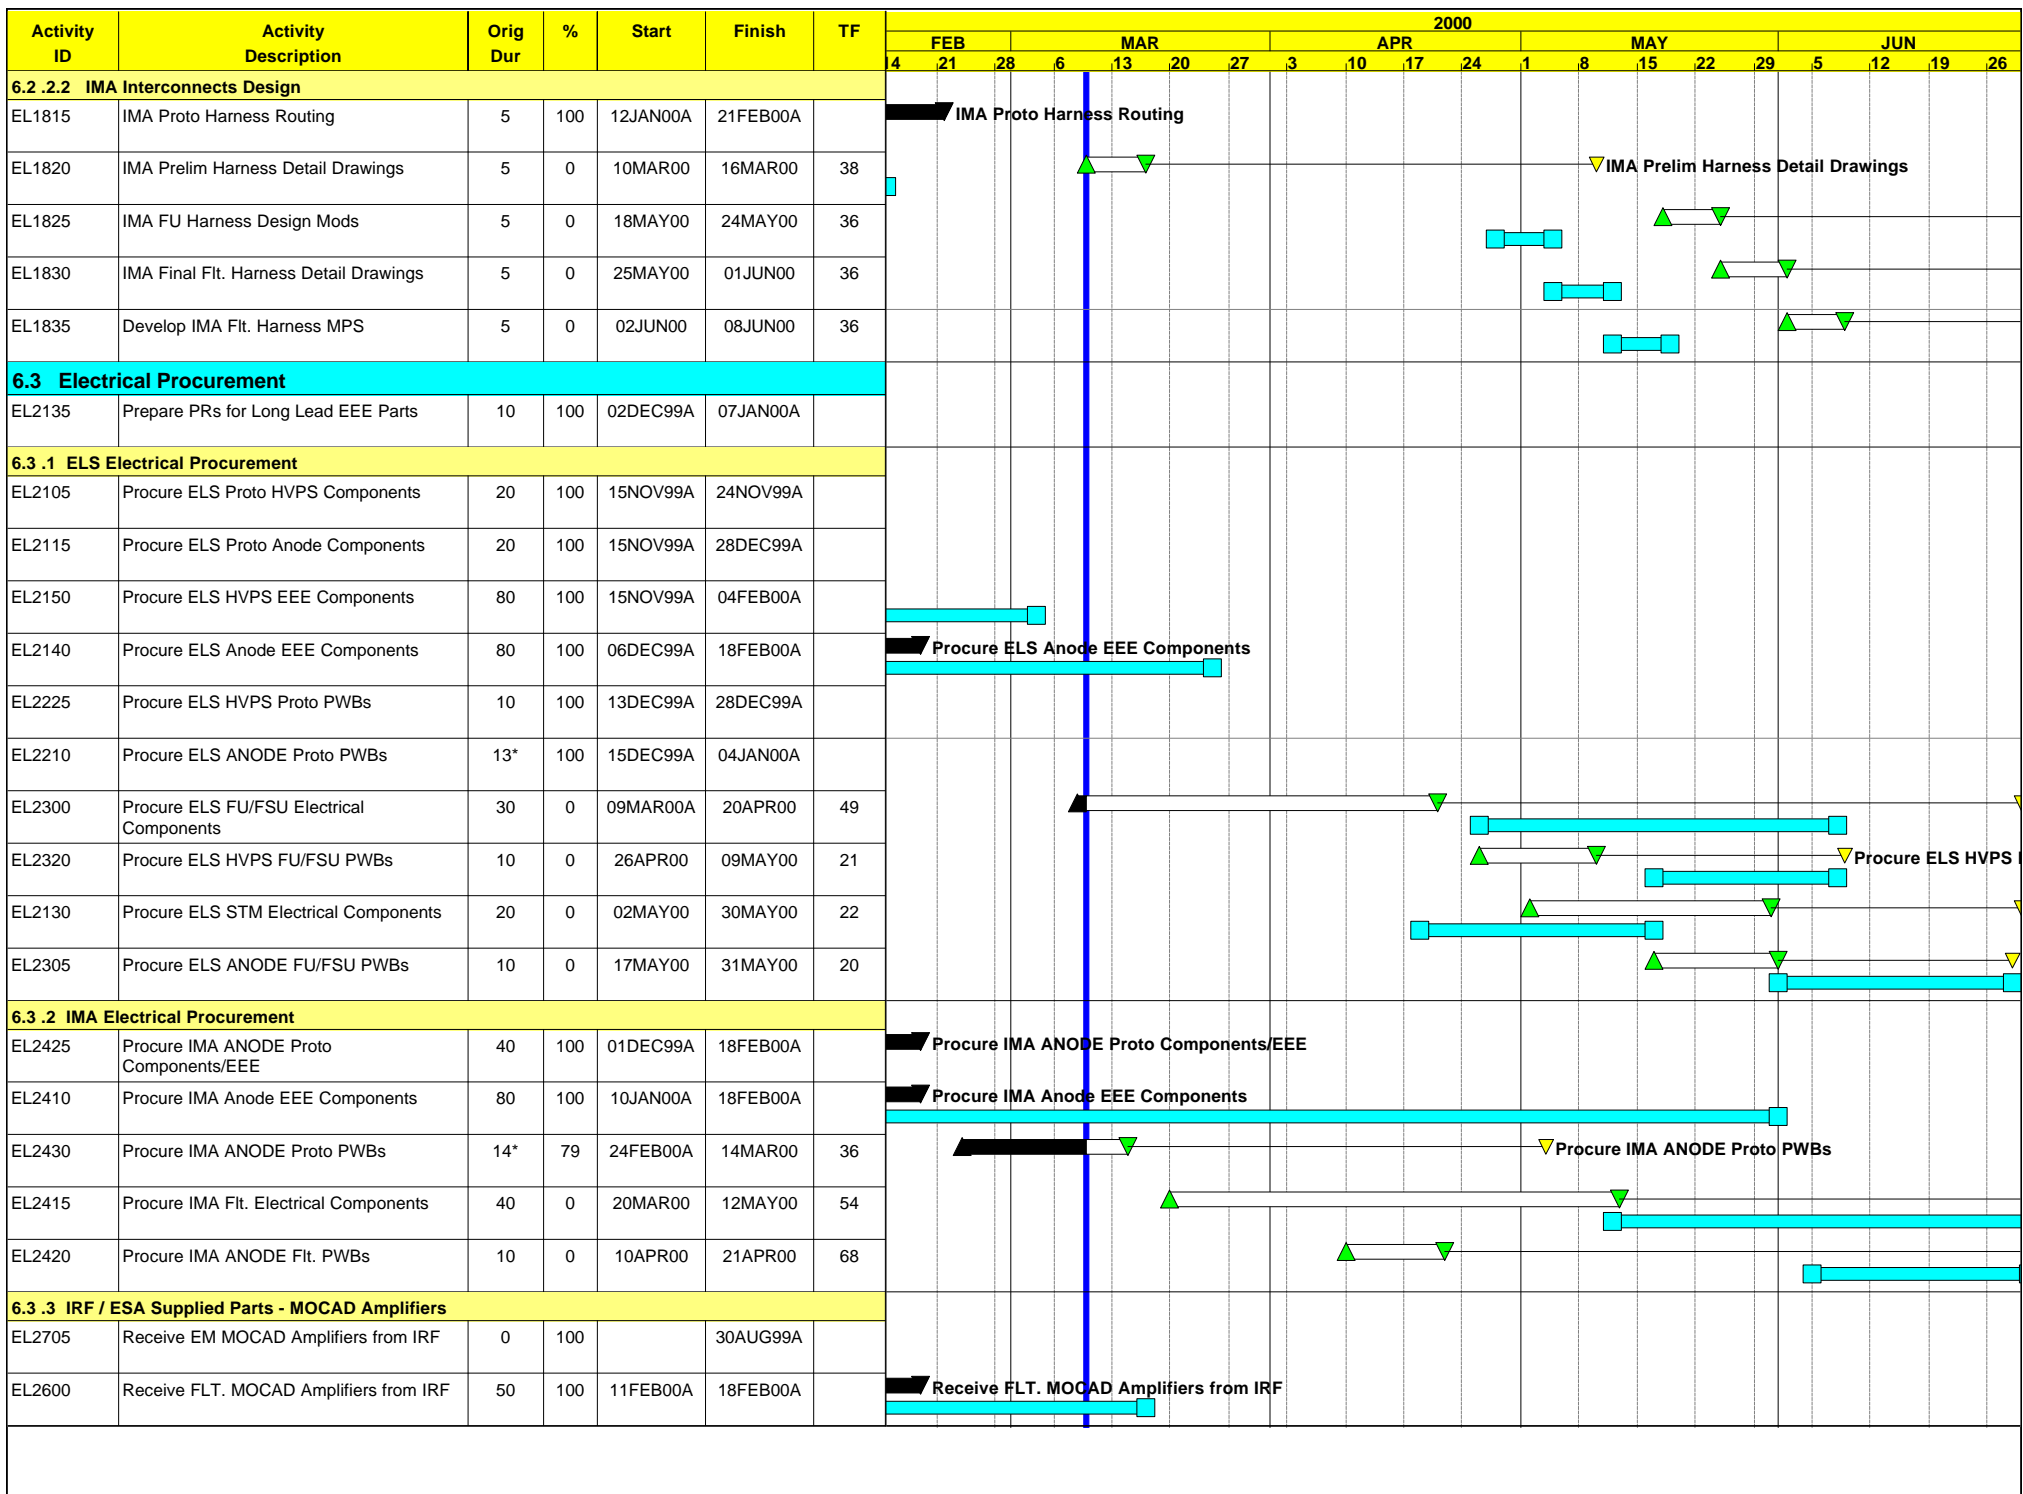 2000
Activity ID Activity Description Orig Dur % Start Finish TF
FEB MAR APR MAY JUN
14 21 28 6 13 20 27 3 10 17 24 1 8 15 22 29 5 12 19 26
6.2 .2.2 IMA Interconnects Design
EL1815 IMA Proto Harness Routing 5 100 12JAN00A 21FEB00A IMA Proto Harness Routing
EL1820 IMA Prelim Harness Detail Drawings 5 0 10MAR00 16MAR00 38 IMA Prelim Harness Detail Drawings
EL1825 IMA FU Harness Design Mods 5 0 18MAY00 24MAY00 36
EL1830 IMA Final Flt. Harness Detail Drawings 5 0 25MAY00 01JUN00 36
EL1835 Develop IMA Flt. Harness MPS 5 0 02JUN00 08JUN00 36
6.3 Electrical Procurement
EL2135 Prepare PRs for Long Lead EEE Parts 10 100 02DEC99A 07JAN00A
6.3 .1 ELS Electrical Procurement
EL2105 Procure ELS Proto HVPS Components 20 100 15NOV99A 24NOV99A
EL2115 Procure ELS Proto Anode Components 20 100 15NOV99A 28DEC99A
EL2150 Procure ELS HVPS EEE Components 80 100 15NOV99A 04FEB00A
EL2140 Procure ELS Anode EEE Components 80 100 06DEC99A 18FEB00A Procure ELS Anode EEE Components
EL2225 Procure ELS HVPS Proto PWBs 10 100 13DEC99A 28DEC99A
EL2210 Procure ELS ANODE Proto PWBs 13* 100 15DEC99A 04JAN00A
EL2300 Procure ELS FU/FSU Electrical Components 30 0 09MAR00A 20APR00 49
EL2320 Procure ELS HVPS FU/FSU PWBs 10 0 26APR00 09MAY00 21 Procure ELS HVPS
EL2130 Procure ELS STM Electrical Components 20 0 02MAY00 30MAY00 22
EL2305 Procure ELS ANODE FU/FSU PWBs 10 0 17MAY00 31MAY00 20
6.3 .2 IMA Electrical Procurement
EL2425 Procure IMA ANODE Proto Components/EEE 40 100 01DEC99A 18FEB00A Procure IMA ANODE Proto Components/EEE
EL2410 Procure IMA Anode EEE Components 80 100 10JAN00A 18FEB00A Procure IMA Anode EEE Components
EL2430 Procure IMA ANODE Proto PWBs 14* 79 24FEB00A 14MAR00 36 Procure IMA ANODE Proto PWBs
EL2415 Procure IMA Flt. Electrical Components 40 0 20MAR00 12MAY00 54
EL2420 Procure IMA ANODE Flt. PWBs 10 0 10APR00 21APR00 68
6.3 .3 IRF / ESA Supplied Parts - MOCAD Amplifiers
EL2705 Receive EM MOCAD Amplifiers from IRF 0 100 30AUG99A
EL2600 Receive FLT. MOCAD Amplifiers from IRF 50 100 11FEB00A 18FEB00A Receive FLT. MOCAD Amplifiers from IRF